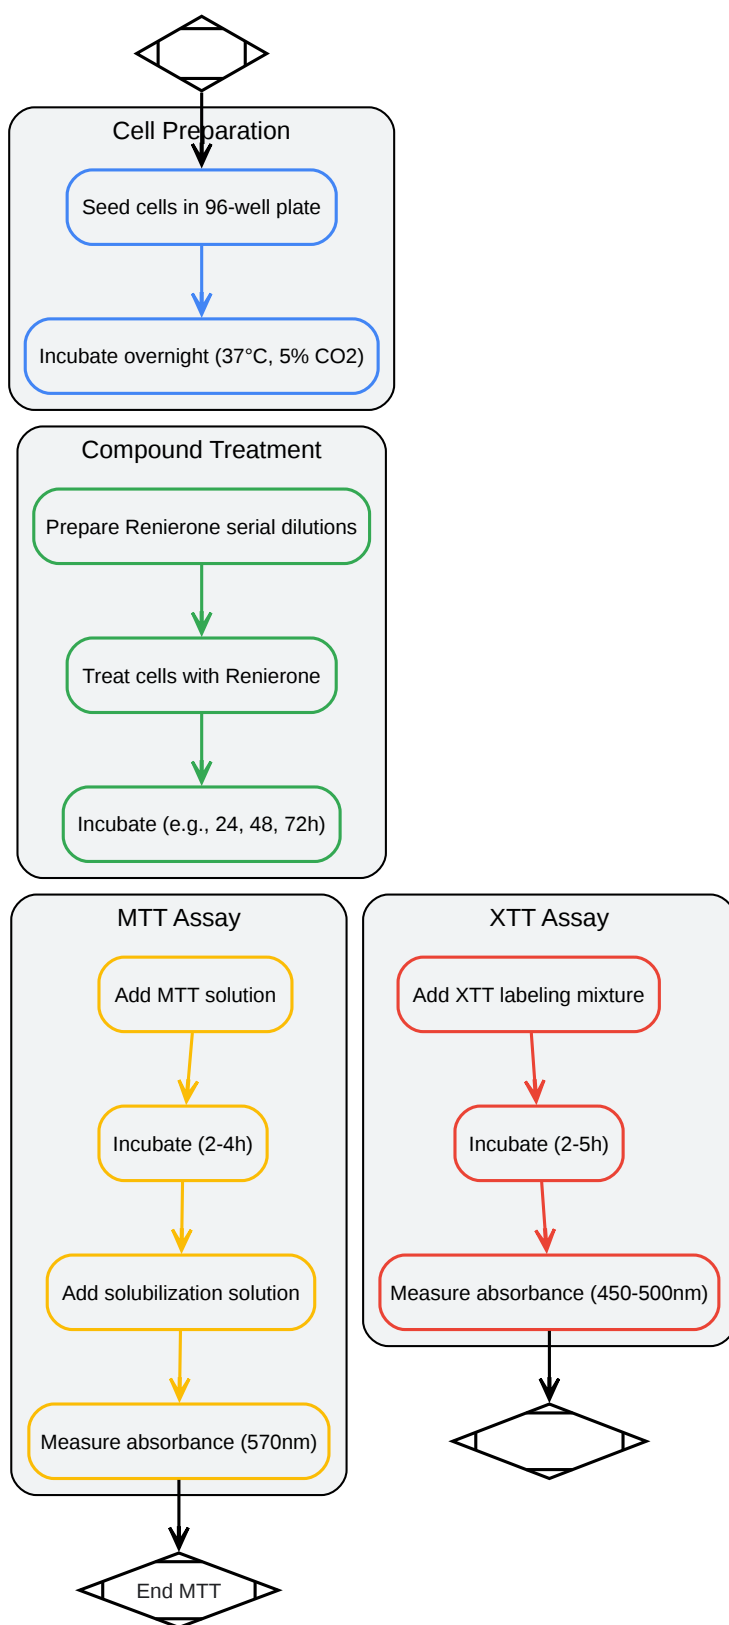 Cell Preparation
Seed cells in 96-well plate
Incubate overnight (37°C, 5% CO2)
Compound Treatment
Prepare Renierone serial dilutions
Treat cells with Renierone
Incubate (e.g., 24, 48, 72h)
MTT Assay
Add MTT solution
Incubate (2-4h)
Add solubilization solution
Measure absorbance (570nm)
End MTT
XTT Assay
Add XTT labeling mixture
Incubate (2-5h)
Measure absorbance (450-500nm)